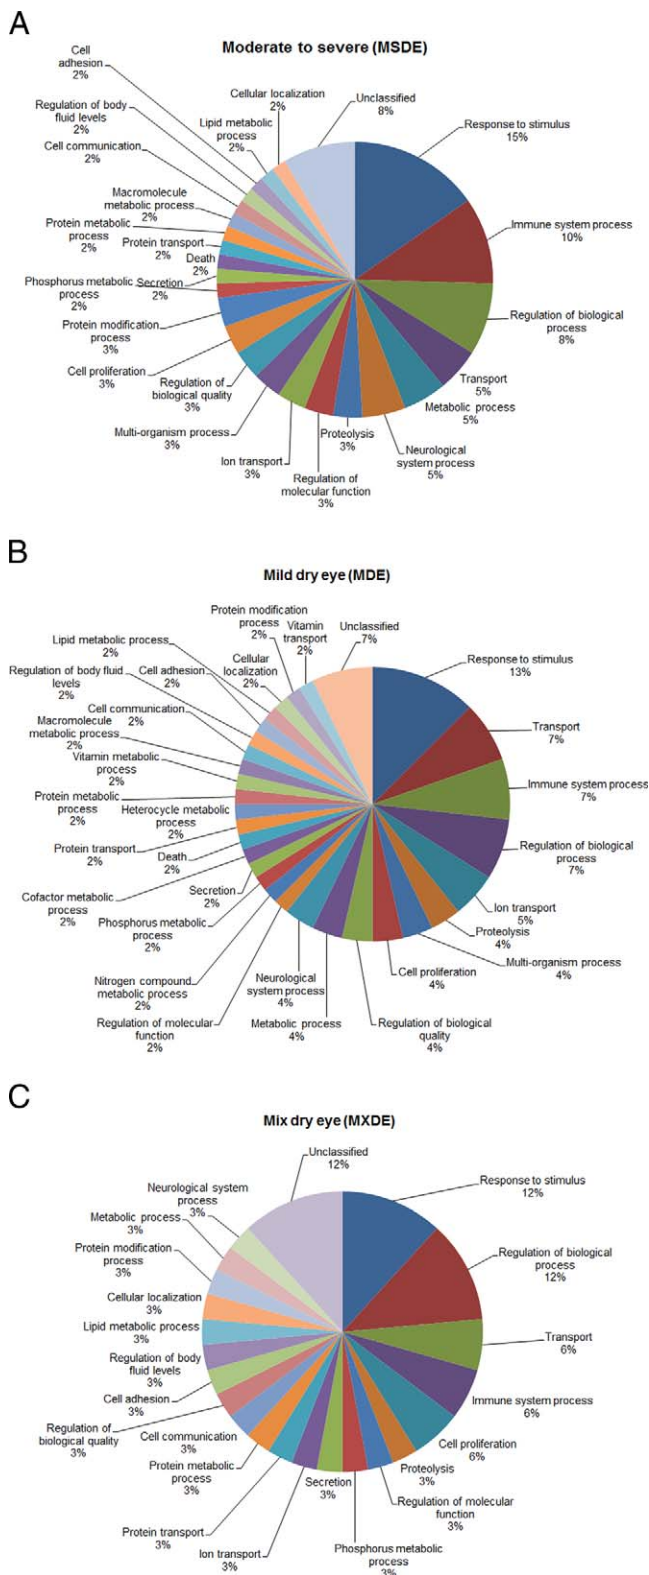 A
Moderate to severe (MSDE)
Cell
adhesion
2%
Cellular localization
2%
Unclassified
8%
Regulation of body
fluid levels
2%
Lipid metabolic
process
2%
Response to stimulus
15%
Cell communication
2%
Macromolecule
metabolic process
2%
Immune system process
10%
Protein metabolic
process
2%
Protein transport
2%
Death
2%
Phosphorus metabolic
process
2%
Secretion
2%
Regulation of biological
process
8%
Protein modification
process
3%
Cell proliferation
3%
Regulation of
biological quality
3%
Transport
5%
Metabolic process
5%
Multi-organism process
3%
Proteolysis
3%
Neurological
system process
5%
Ion transport
3%
Regulation of
molecular function
3%
B
Mild dry eye (MDE)
Protein modification
process
2%
Vitamin
transport
2%
Unclassified
7%
Lipid metabolic process
2%
Cellular
localization
2%
Response to stimulus
13%
Regulation of body fluid
levels
2%
Cell adhesion
2%
Cell communication
2%
Transport
7%
Macromolecule
metabolic process
2%
Vitamin metabolic
process
2%
Immune system process
7%
Protein metabolic
process
2%
Heterocycle metabolic
process
2%
Regulation of biological
process
7%
Protein transport
2%
Death
2%
Secretion
2%
Cofactor metabolic
process
2%
Ion transport
5%
Phosphorus metabolic
process
2%
Proteolysis
4%
Multi-organism process
4%
Nitrogen compound
metabolic process
2%
Neurological
system process
4%
Cell proliferation
4%
Regulation of molecular
function
2%
Metabolic process
4%
Regulation of biological
quality
4%
C
Mix dry eye (MXDE)
Unclassified
12%
Neurological system
process
3%
Response to stimulus
12%
Metabolic process
3%
Protein modification
process
3%
Regulation of biological
process
12%
Cellular localization
3%
Lipid metabolic process
3%
Transport
6%
Regulation of body
fluid levels
3%
Cell adhesion
3%
Immune system process
6%
Regulation of
biological quality
3%
Cell communication
3%
Cell proliferation
6%
Protein metabolic
process
3%
Secretion
3%
Proteolysis
3%
Regulation of molecular
function
3%
Protein transport
3%
Ion transport
3%
Phosphorus metabolic
process
3%